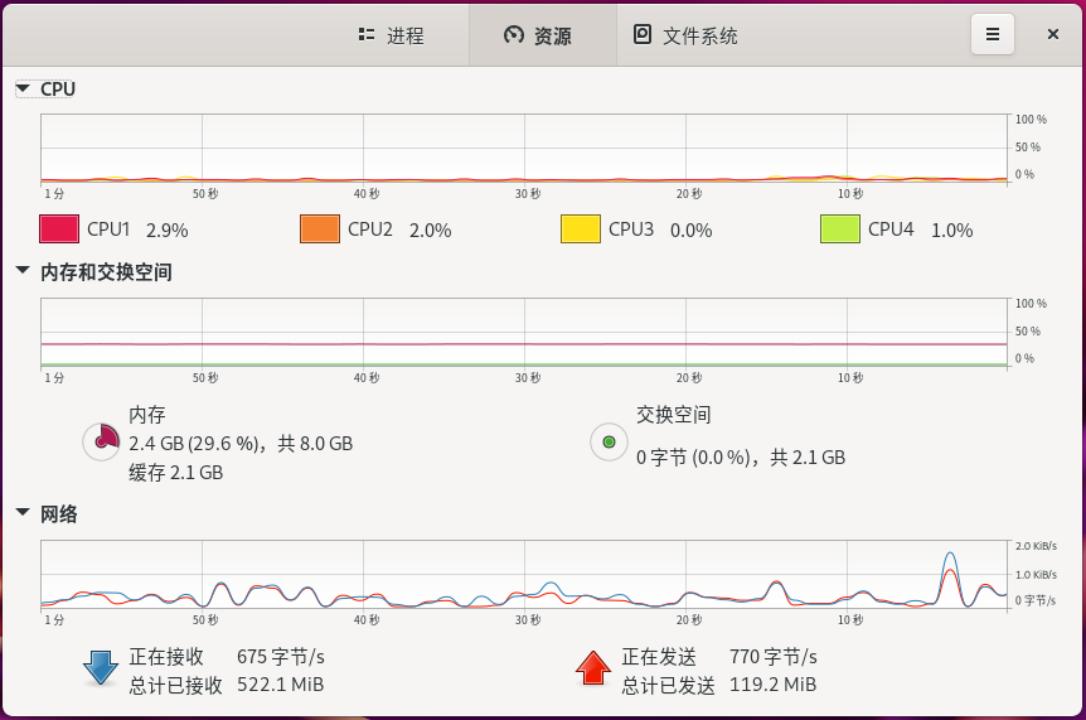 进程 资源 文件系统
CPU
100 %
50 %
0 %
1 分 50 秒 40 秒 30 秒 20 秒 10 秒
CPU1 2.9% CPU2 2.0% CPU3 0.0% CPU4 1.0%
内存和交换空间
100 %
50 %
0 %
1 分 50 秒 40 秒 30 秒 20 秒 10 秒
内存
2.4 GB (29.6 %)，共 8.0 GB
缓存 2.1 GB
交换空间
0 字节 (0.0 %)，共 2.1 GB
网络
2.0 KiB/s
1.0 KiB/s
0 字节/s
1 分 50 秒 40 秒 30 秒 20 秒 10 秒
正在接收 675 字节/s
总计已接收 522.1 MiB
正在发送 770 字节/s
总计已发送 119.2 MiB